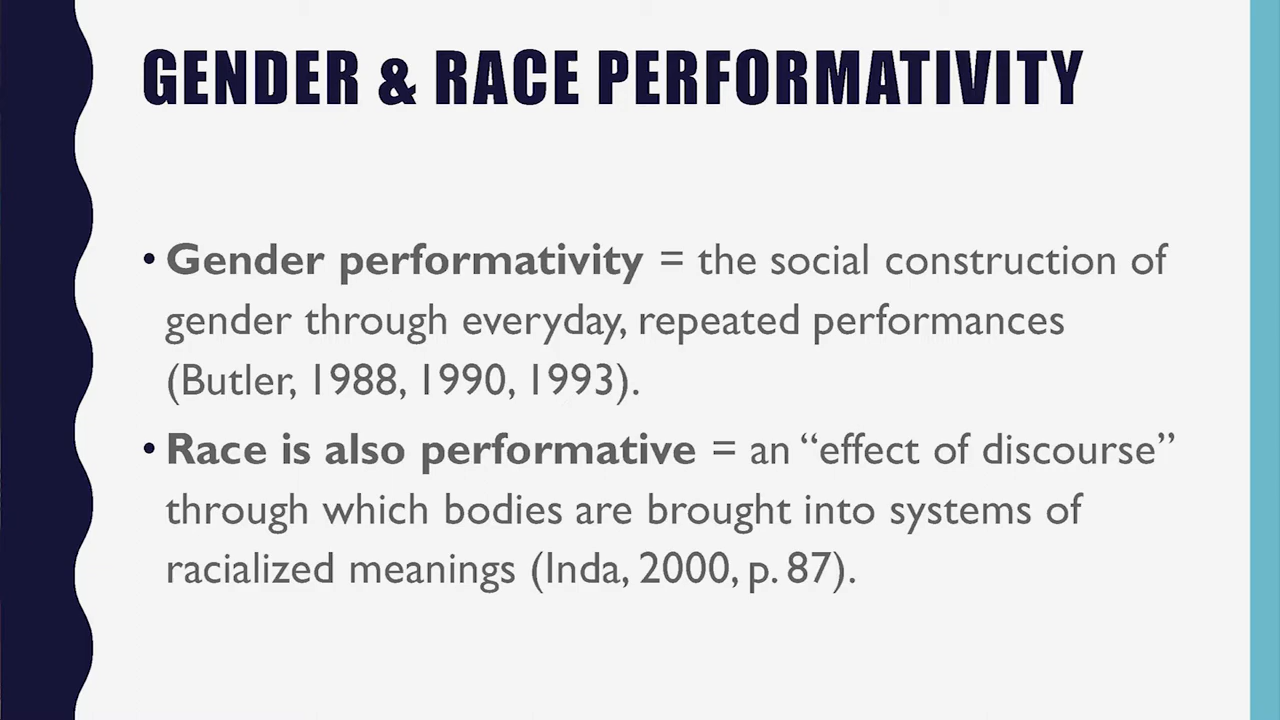 GENDER & RACE PERFORMATIVITY
• Gender performativity = the social construction of
gender through everyday, repeated performances
(Butler, 1988, 1990, 1993).
• Race is also performative = an “effect of discourse”
through which bodies are brought into systems of
racialized meanings (Inda, 2000, p. 87).